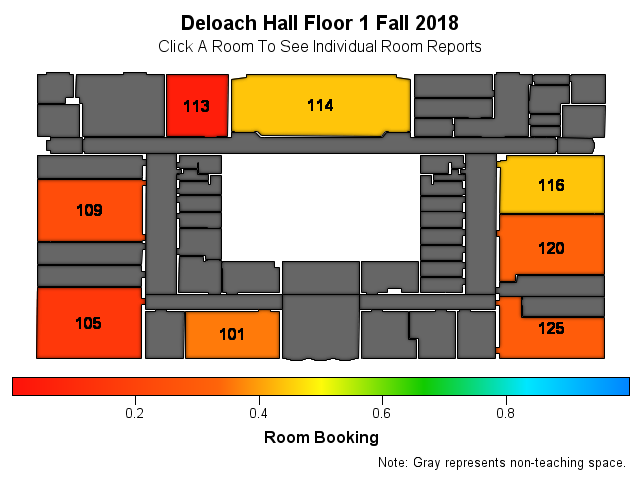 Deloach Hall Floor 1 Fall 2018
Click A Room To See Individual Room Reports
113
114
116
109
120
105
101
125
0.2 0.4 0.6 0.8
Room Booking
Note: Gray represents non-teaching space.